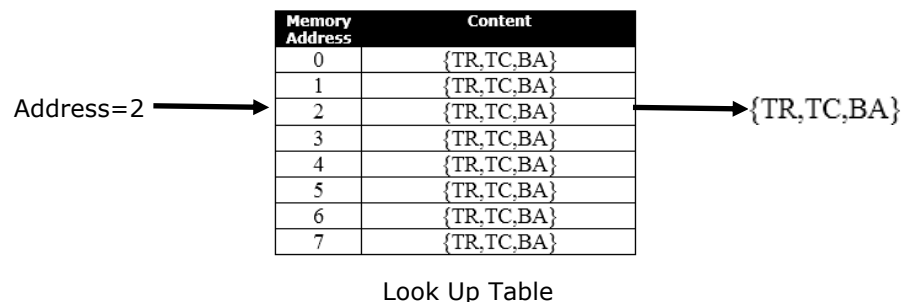 Memory Address Content
0 {TR,TC,BA}
1 {TR,TC,BA}
Address=2 2 {TR,TC,BA} {TR,TC,BA}
3 {TR,TC,BA}
4 {TR,TC,BA}
5 {TR,TC,BA}
6 {TR,TC,BA}
7 {TR,TC,BA}
Look Up Table